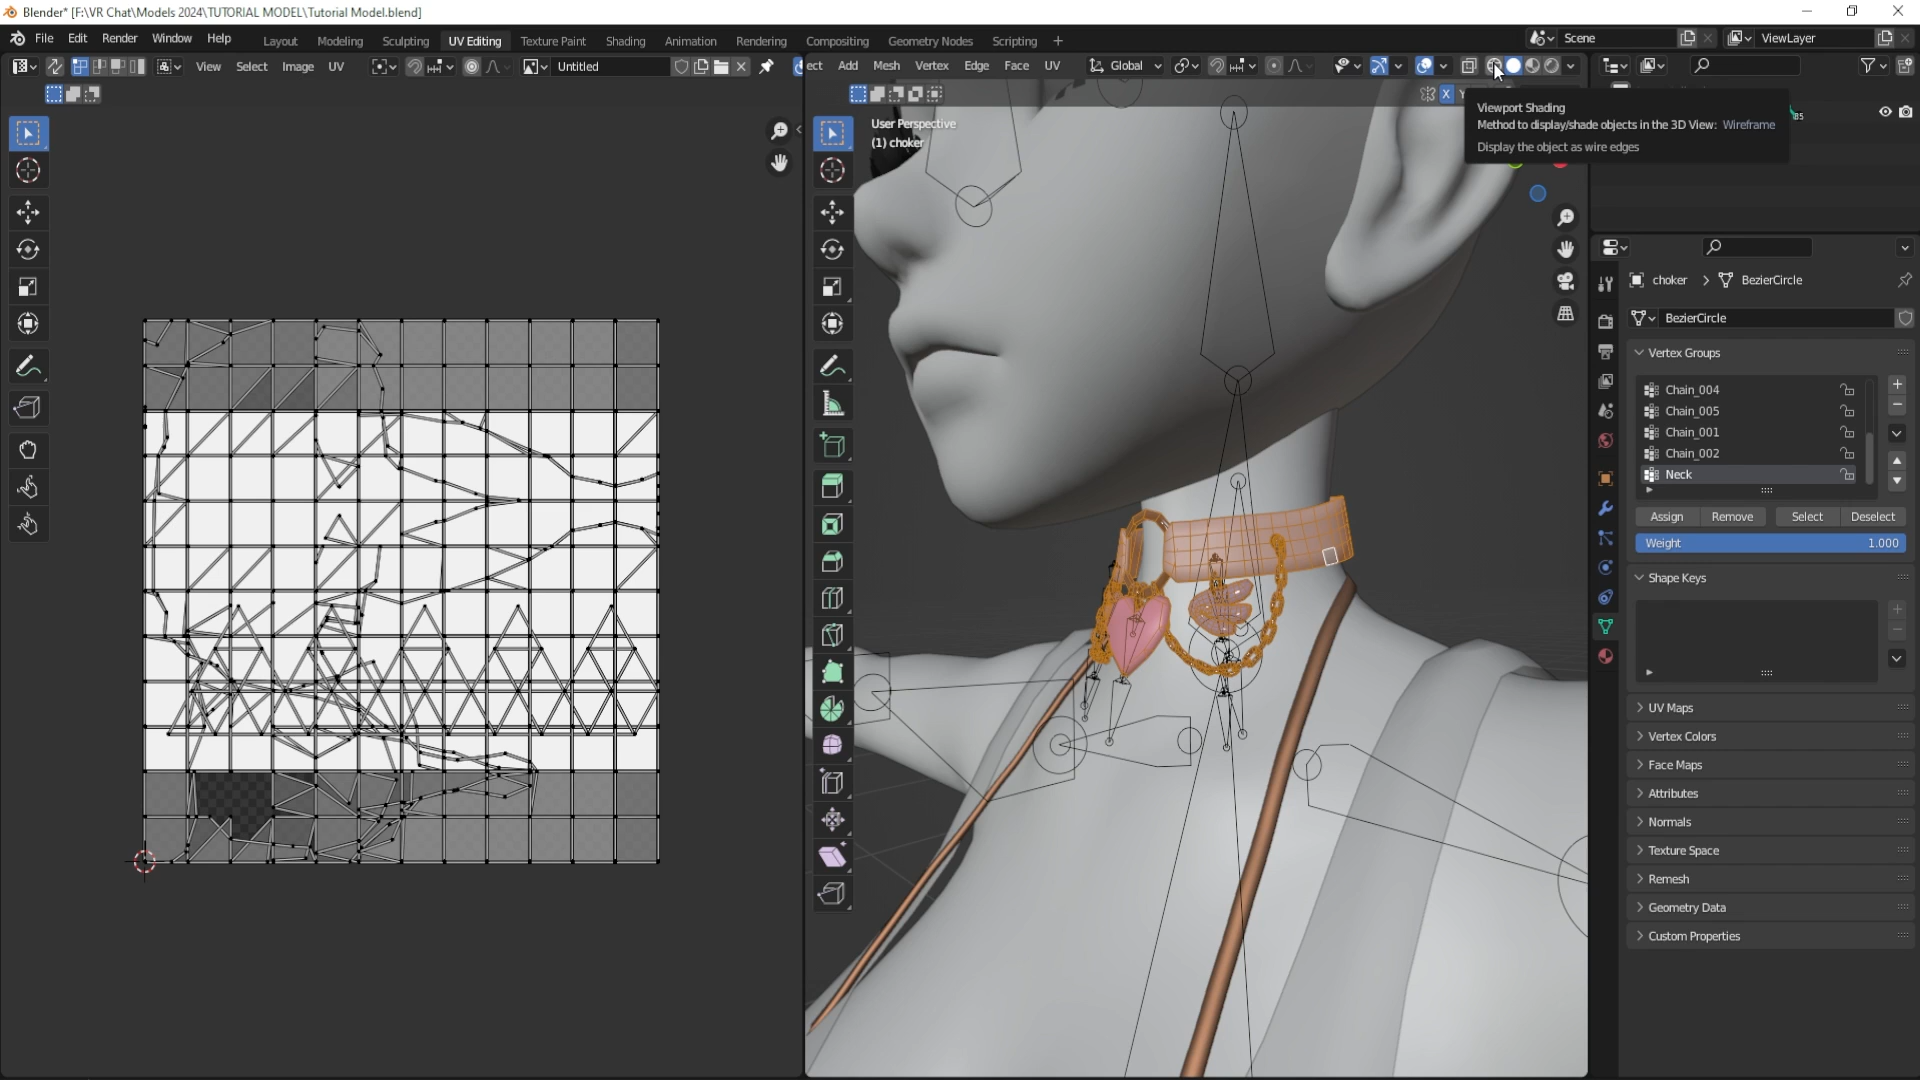 Blender* [F:\VR Chat\Models 2024\TUTORIAL MODEL\Tutorial Model.blend]
File Edit Render Window Help
Layout Modeling Sculpting UV Editing Texture Paint Shading Animation Rendering Compositing Geometry Nodes Scripting +
Scene
ViewLayer
View Select Image UV
Untitled
ect Add Mesh Vertex Edge Face UV
Global
X
User Perspective
(1) choker
Viewport Shading
Method to display/shade objects in the 3D View: Wireframe
Display the object as wire edges
choker > BezierCircle
BezierCircle
Vertex Groups
Chain_004
Chain_005
Chain_001
Chain_002
Neck
Assign Remove Select Deselect
Weight 1.000
Shape Keys
UV Maps
Vertex Colors
Face Maps
Attributes
Normals
Texture Space
Remesh
Geometry Data
Custom Properties